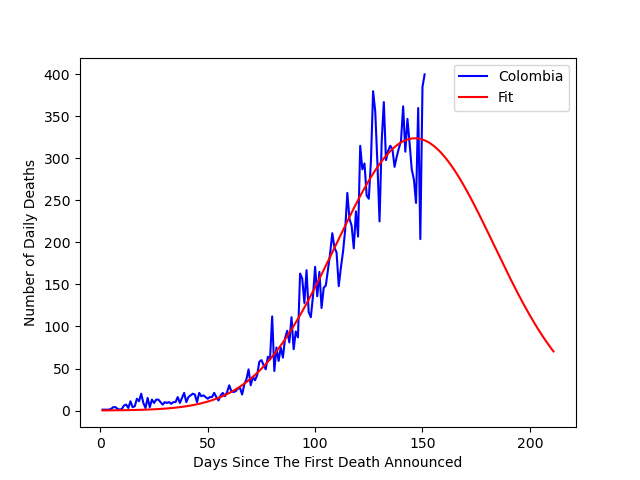 Colombia
Fit
400
350
300
250
200
150
100
50
0
Number of Daily Deaths
0 50 100 150 200
Days Since The First Death Announced